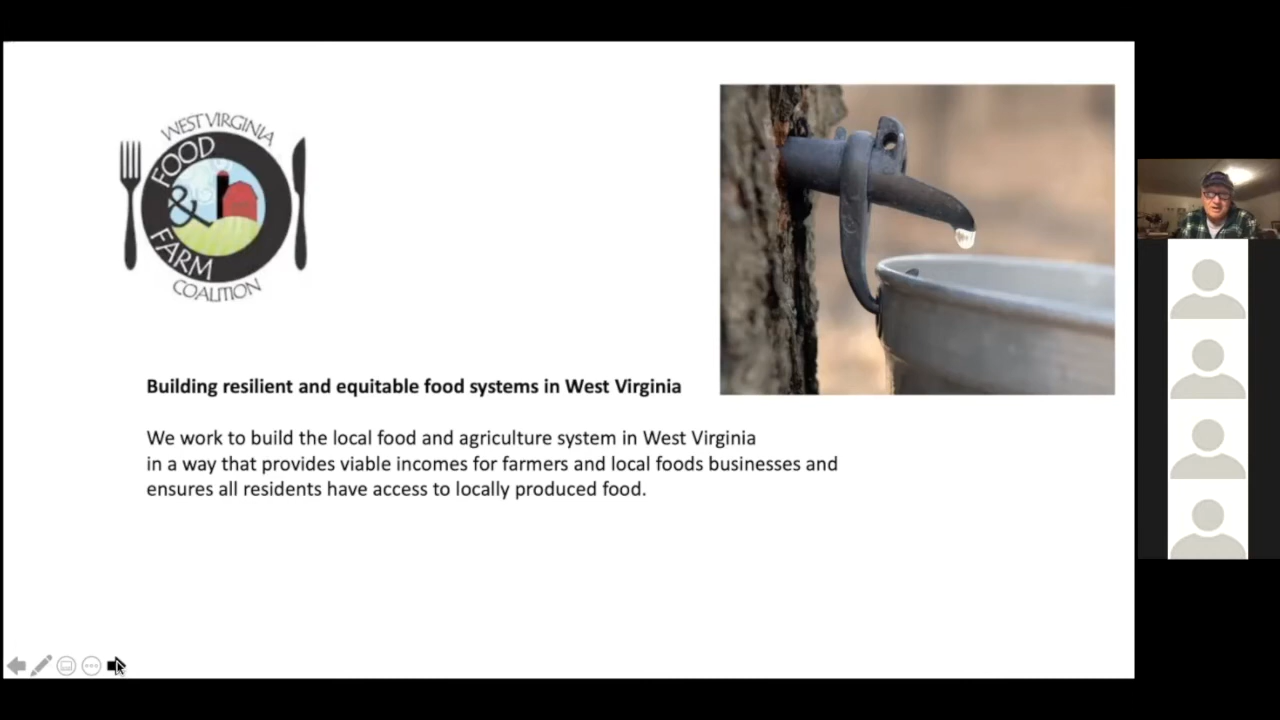 WEST VIRGINIA
FOOD
&
FARM
COALITION
Building resilient and equitable food systems in West Virginia
We work to build the local food and agriculture system in West Virginia
in a way that provides viable incomes for farmers and local foods businesses and
ensures all residents have access to locally produced food.